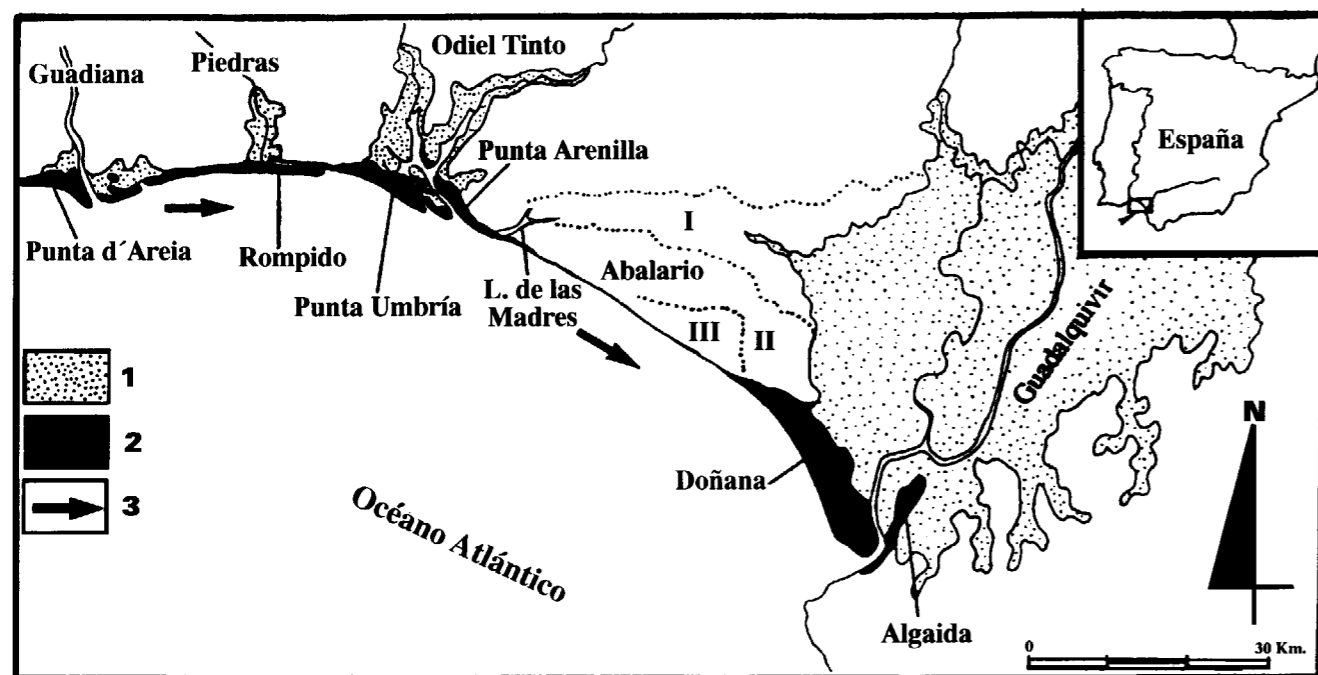 Odiel Tinto
Piedras
Guadiana
España
Punta Arenilla
I
Punta d´Areia
Rompido
Abalario
Punta Umbría
L. de las
Madres
III
II
Guadalquivir
1
2
3
N
Doñana
Océano Atlántico
Algaida
0
30 Km.